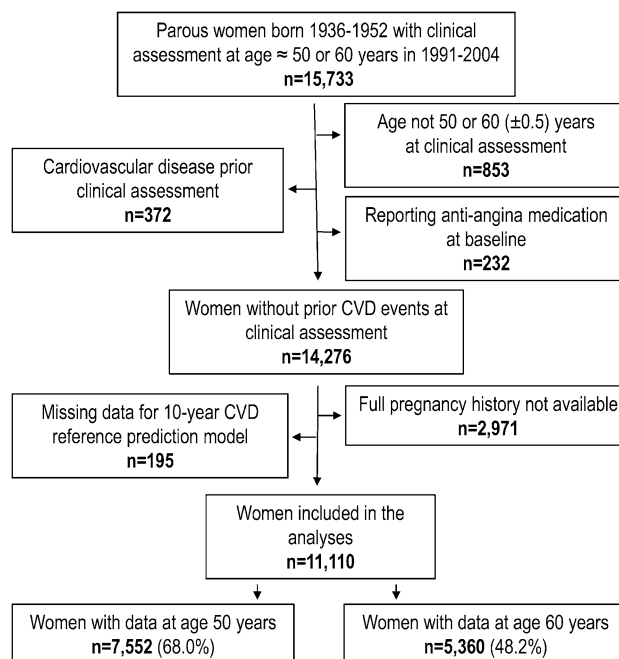 Parous women born 1936-1952 with clinical
assessment at age ≈ 50 or 60 years in 1991-2004
n=15,733
Age not 50 or 60 (±0.5) years
at clinical assessment
n=853
Cardiovascular disease prior
clinical assessment
n=372
Reporting anti-angina medication
at baseline
n=232
Women without prior CVD events at
clinical assessment
n=14,276
Full pregnancy history not available
n=2,971
Missing data for 10-year CVD
reference prediction model
n=195
Women included in the
analyses
n=11,110
Women with data at age 50 years
n=7,552 (68.0%)
Women with data at age 60 years
n=5,360 (48.2%)